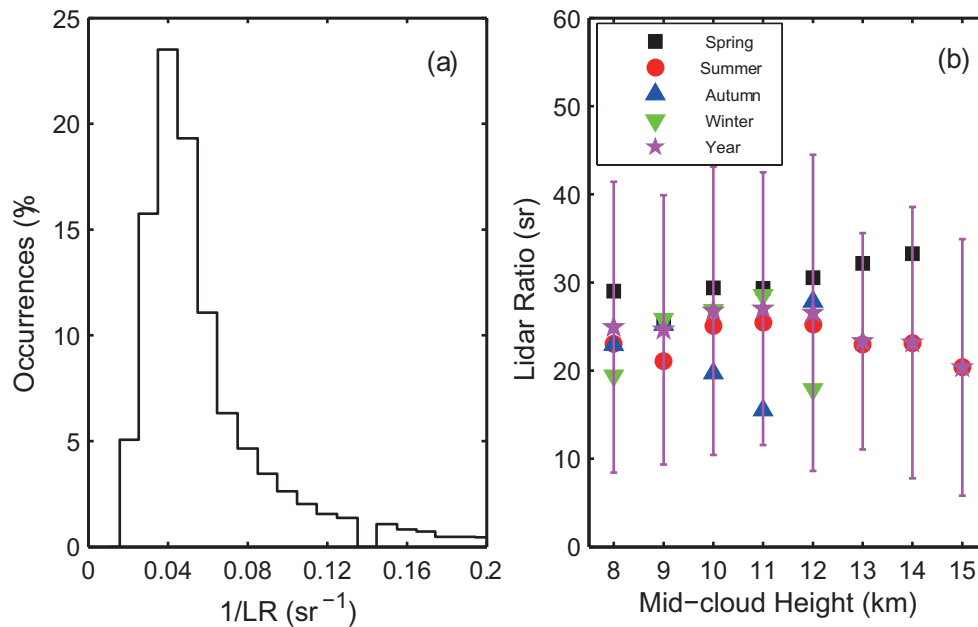 25%
20
15
10
5
0
0 0.04 0.08 0.12 0.16 0.2
1/LR (sr⁻¹)
Occurrences (%
(a)
60
50
40
30
20
10
0
8 9 10 11 12 13 14 15
Mid−cloud Height (km)
Lidar Ratio (sr)
(b)
Spring
Summer
Autumn
Winter
Year